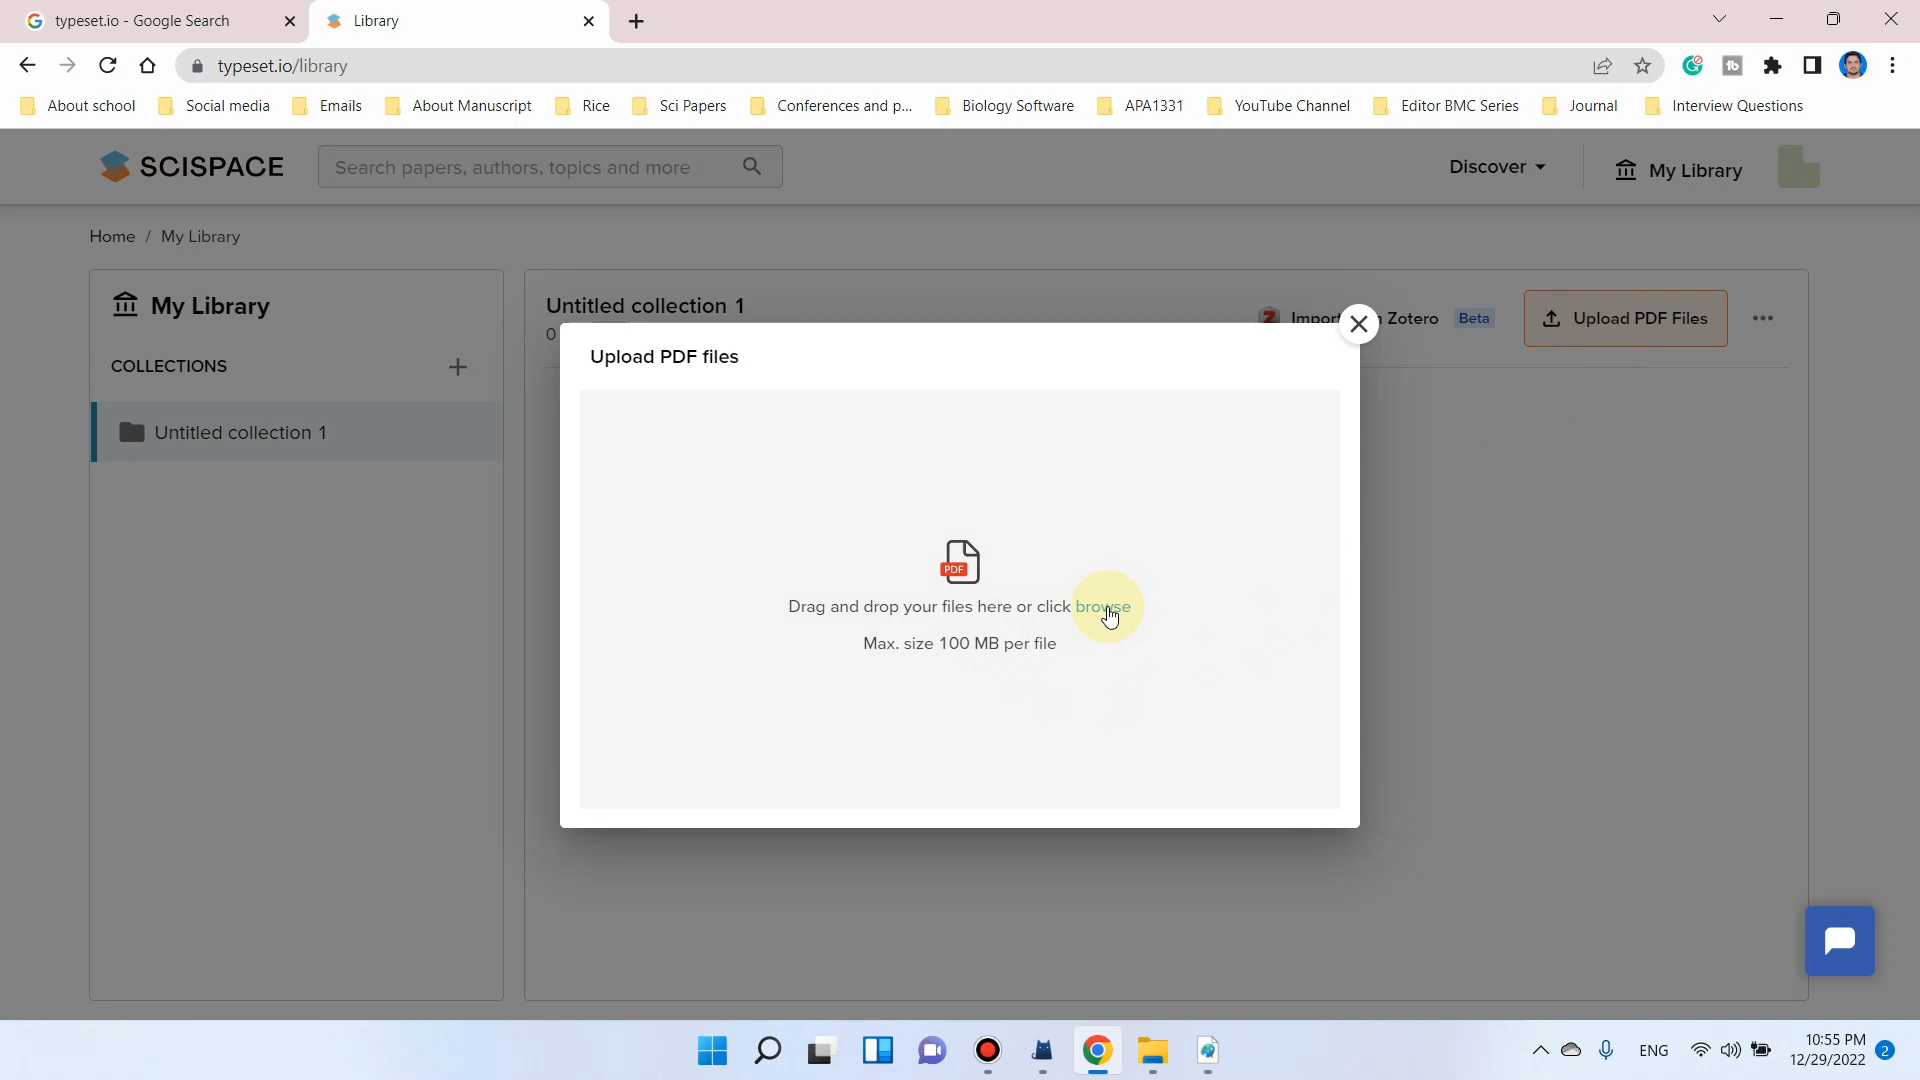 typeset.io - Google Search
Library
typeset.io/library
About school
Social media
Emails
About Manuscript
Rice
Sci Papers
Conferences and p...
Biology Software
APA1331
YouTube Channel
Editor BMC Series
Journal
Interview Questions
SCISPACE
Search papers, authors, topics and more
Discover
My Library
Home / My Library
My Library
COLLECTIONS
Untitled collection 1
Untitled collection 1
0
Zotero
Beta
Upload PDF Files
Upload PDF files
PDF
Drag and drop your files here or click browse
Max. size 100 MB per file
ENG
10:55 PM
12/29/2022
2